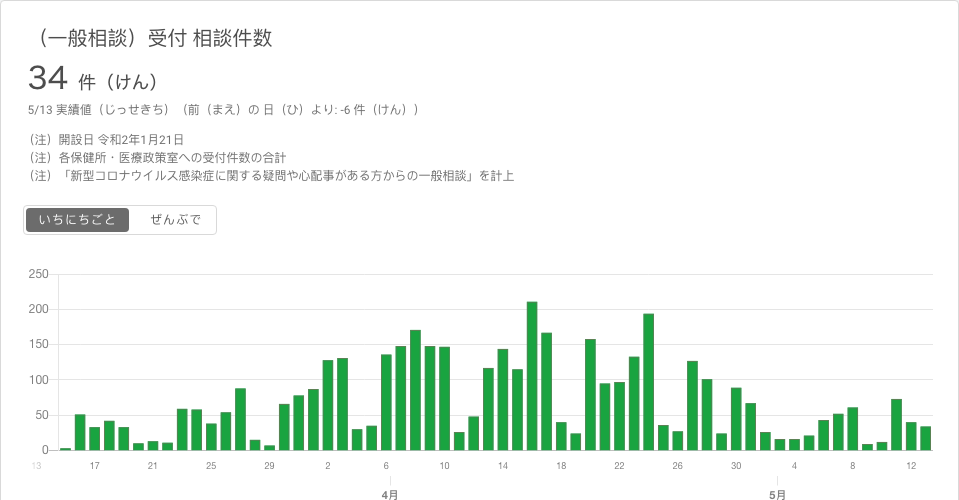 （一般相談）受付 相談件数
34 件（けん）
5/13 実績値（じっせきち）（前（まえ）の 日（ひ）より: -6 件（けん））
（注）開設日 令和2年1月21日
（注）各保健所・医療政策室への受付件数の合計
（注）「新型コロナウイルス感染症に関する疑問や心配事がある方からの一般相談」を計上
いちにちごと ぜんぶで
250
200
150
100
50
0
13 17 21 25 29 2 6 10 14 18 22 26 30 4 8 12
4月 5月